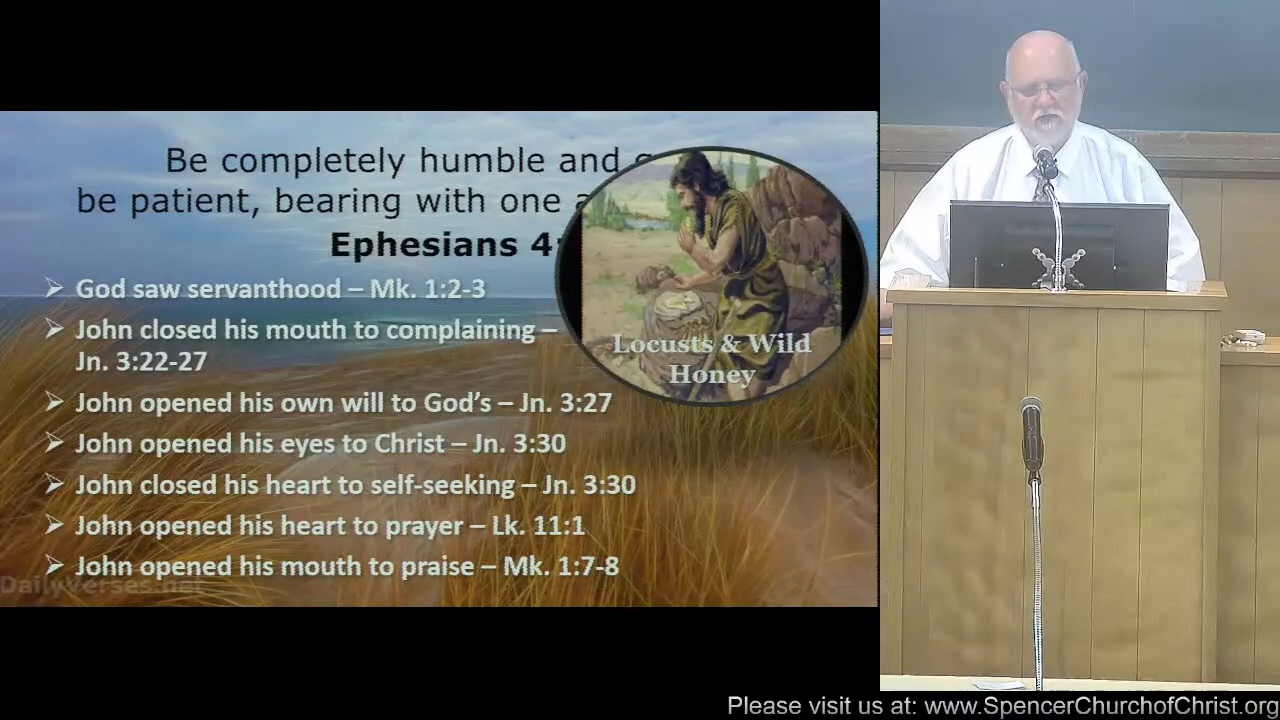 Be completely humble and
be patient, bearing with one
Ephesians 4:
➢ God saw servanthood – Mk. 1:2-3
➢ John closed his mouth to complaining –
Jn. 3:22-27
➢ John opened his own will to God's – Jn. 3:27
➢ John opened his eyes to Christ – Jn. 3:30
➢ John closed his heart to self-seeking – Jn. 3:30
➢ John opened his heart to prayer – Lk. 11:1
➢ John opened his mouth to praise – Mk. 1:7-8
Locusts & Wild
Honey
DailyVerses.net
Please visit us at: www.SpencerChurchofChrist.org